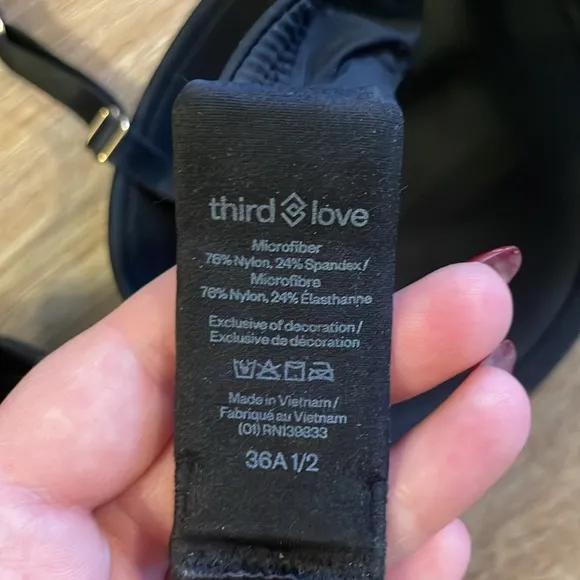 third love
Microfiber
76% Nylon, 24% Spandex/
Microfibre
76% Nylon, 24% Élasthanne
Exclusive of decoration/
Exclusive de décoration
Made in Vietnam/
Fabriqué au Vietnam
(01) RN139333
36A 1/2